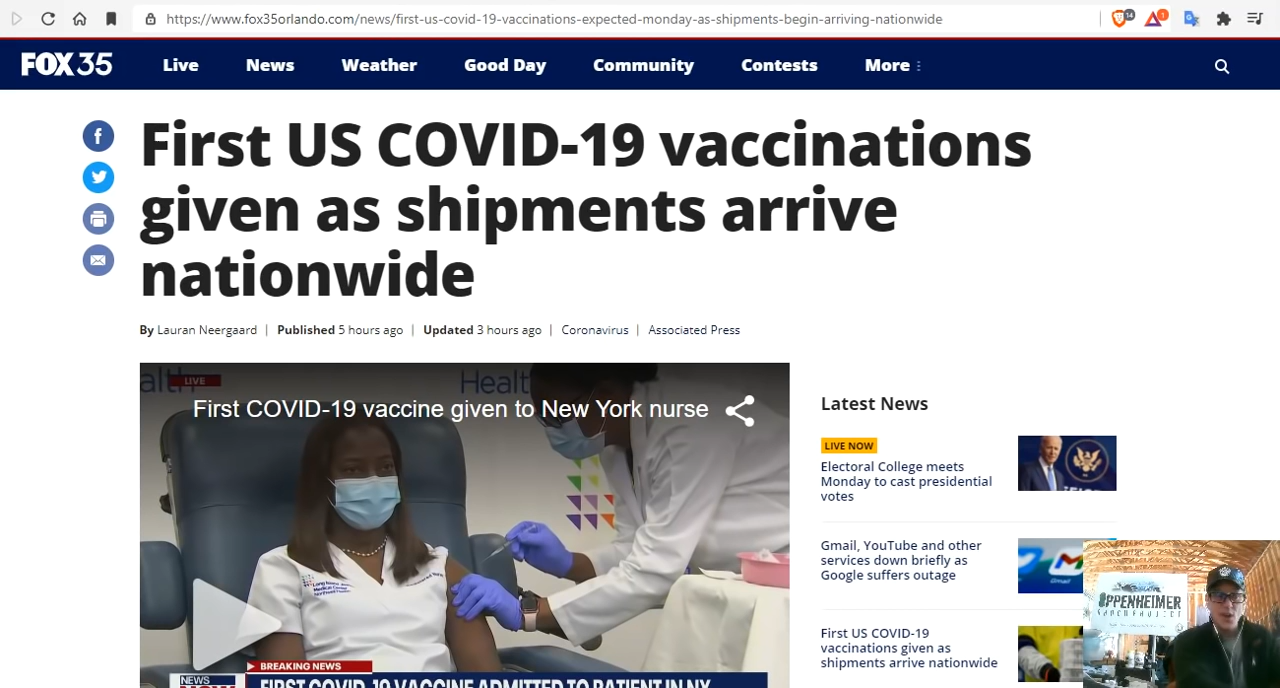 https://www.fox35orlando.com/news/first-us-covid-19-vaccinations-expected-monday-as-shipments-begin-arriving-nationwide
14
1
FOX 35
Live
News
Weather
Good Day
Community
Contests
More
First US COVID-19 vaccinations
given as shipments arrive
nationwide
By Lauran Neergaard | Published 5 hours ago | Updated 3 hours ago | Coronavirus | Associated Press
LIVE
Health
First COVID-19 vaccine given to New York nurse
BREAKING NEWS
NEWS
FIRST COVID-19 VACCINE ADMITTED TO PATIENT IN NY
Latest News
LIVE NOW
Electoral College meets
Monday to cast presidential
votes
Gmail, YouTube and other
services down briefly as
Google suffers outage
Gmail
First US COVID-19
vaccinations given as
shipments arrive nationwide
OPPENHEIMER